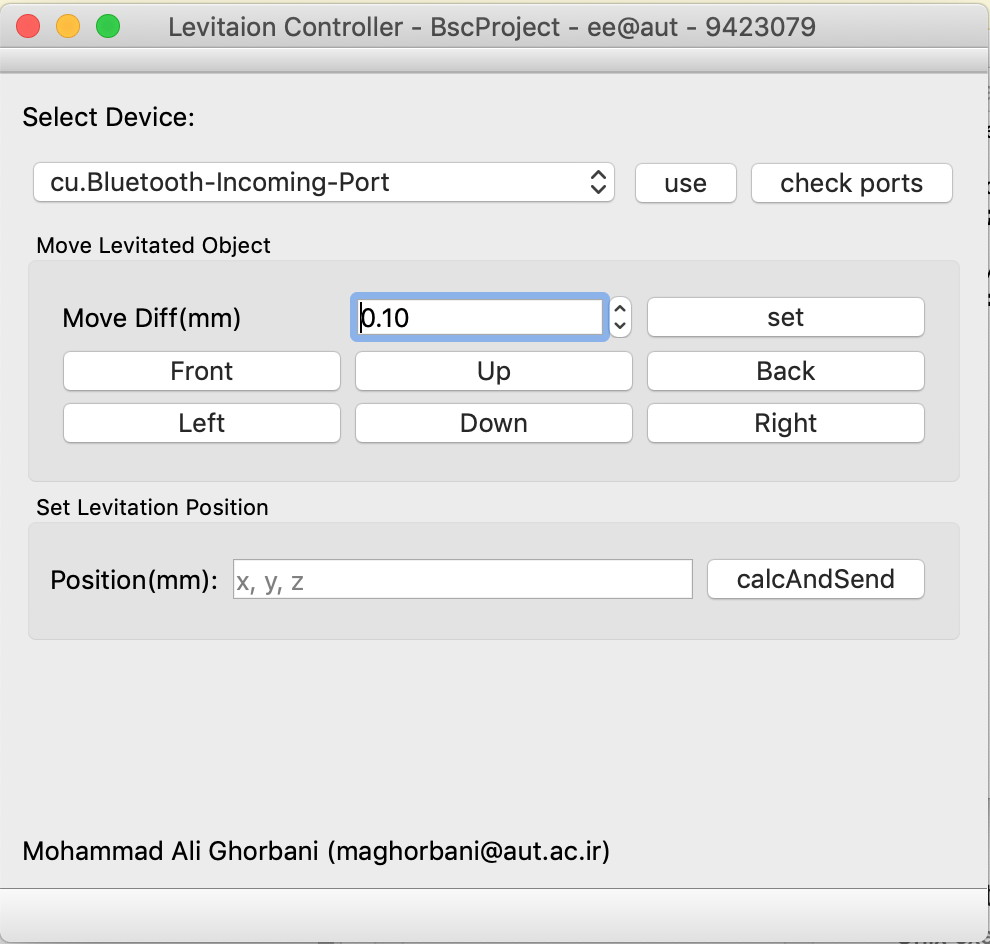 Levitaion Controller - BscProject - ee@aut - 9423079
Select Device:
cu.Bluetooth-Incoming-Port use check ports
Move Levitated Object
Move Diff(mm) 0.10 set
Front Up Back
Left Down Right
Set Levitation Position
Position(mm): x, y, z calcAndSend
Mohammad Ali Ghorbani (maghorbani@aut.ac.ir)